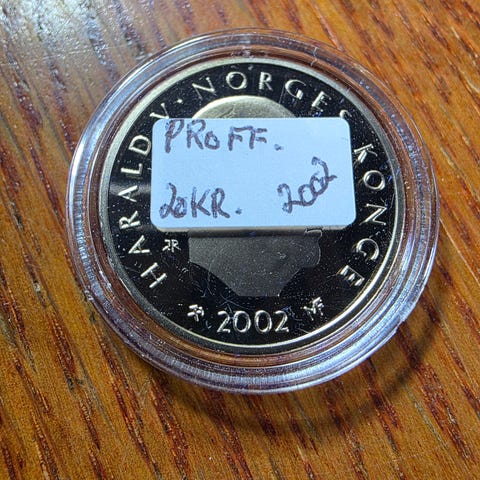 HARALD V · NORGES KONGE
PROFF.
20KR. 2002
2002